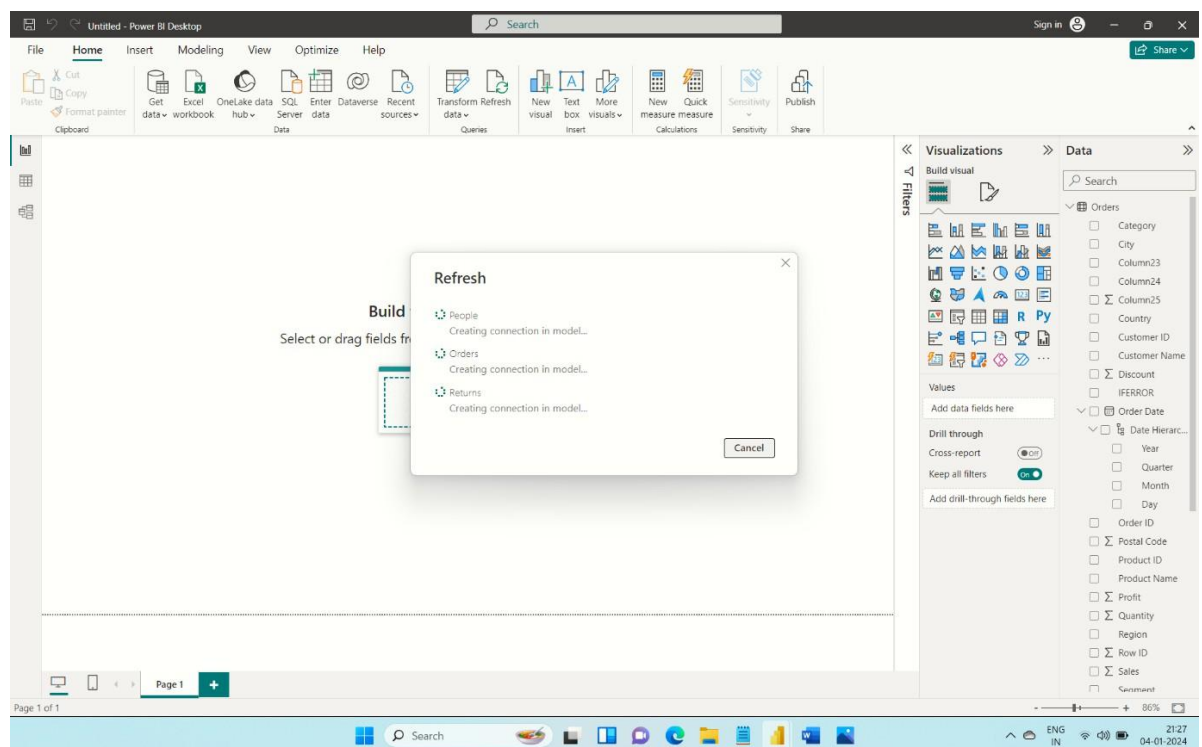 Untitled - Power BI Desktop
Search
Sign in
File Home Insert Modeling View Optimize Help
Share
Paste
Cut
Copy
Format painter
Clipboard
Get data
Excel workbook
OneLake data hub
SQL Server
Enter data
Dataverse
Recent sources
Data
Transform data
Refresh
Queries
New visual
Text box
More visuals
Insert
New measure
Quick measure
Calculations
Sensitivity
Sensitivity
Publish
Share
Build
Select or drag fields fr
Refresh
People
Creating connection in model...
Orders
Creating connection in model...
Returns
Creating connection in model...
Cancel
Filters
Visualizations
Build visual
123
R Py
Values
Add data fields here
Drill through
Cross-report
Off
Keep all filters
On
Add drill-through fields here
Data
Search
Orders
Category
City
Column23
Column24
Σ Column25
Country
Customer ID
Customer Name
Σ Discount
IFERROR
Order Date
Date Hierarc...
Year
Quarter
Month
Day
Order ID
Σ Postal Code
Product ID
Product Name
Σ Profit
Σ Quantity
Region
Σ Row ID
Σ Sales
Segment
Page 1
Page 1 of 1
86%
Search
ENG
IN
21:27
04-01-2024